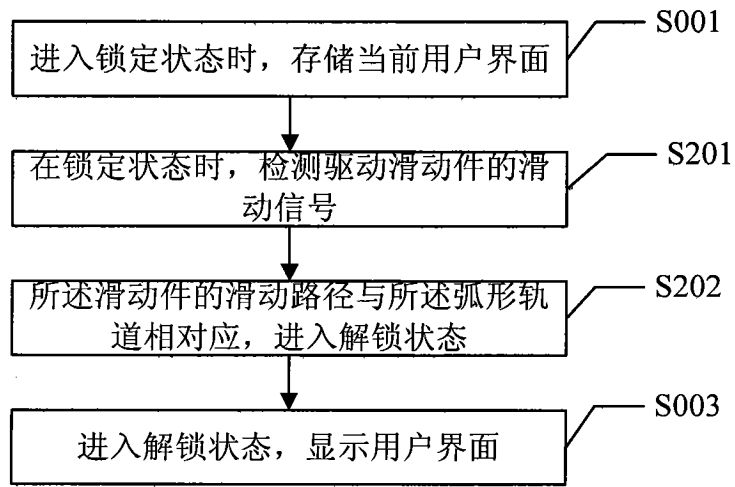 S001
进入锁定状态时，存储当前用户界面
S201
在锁定状态时，检测驱动滑动件的滑
动信号
S202
所述滑动件的滑动路径与所述弧形轨
道相对应，进入解锁状态
S003
进入解锁状态，显示用户界面